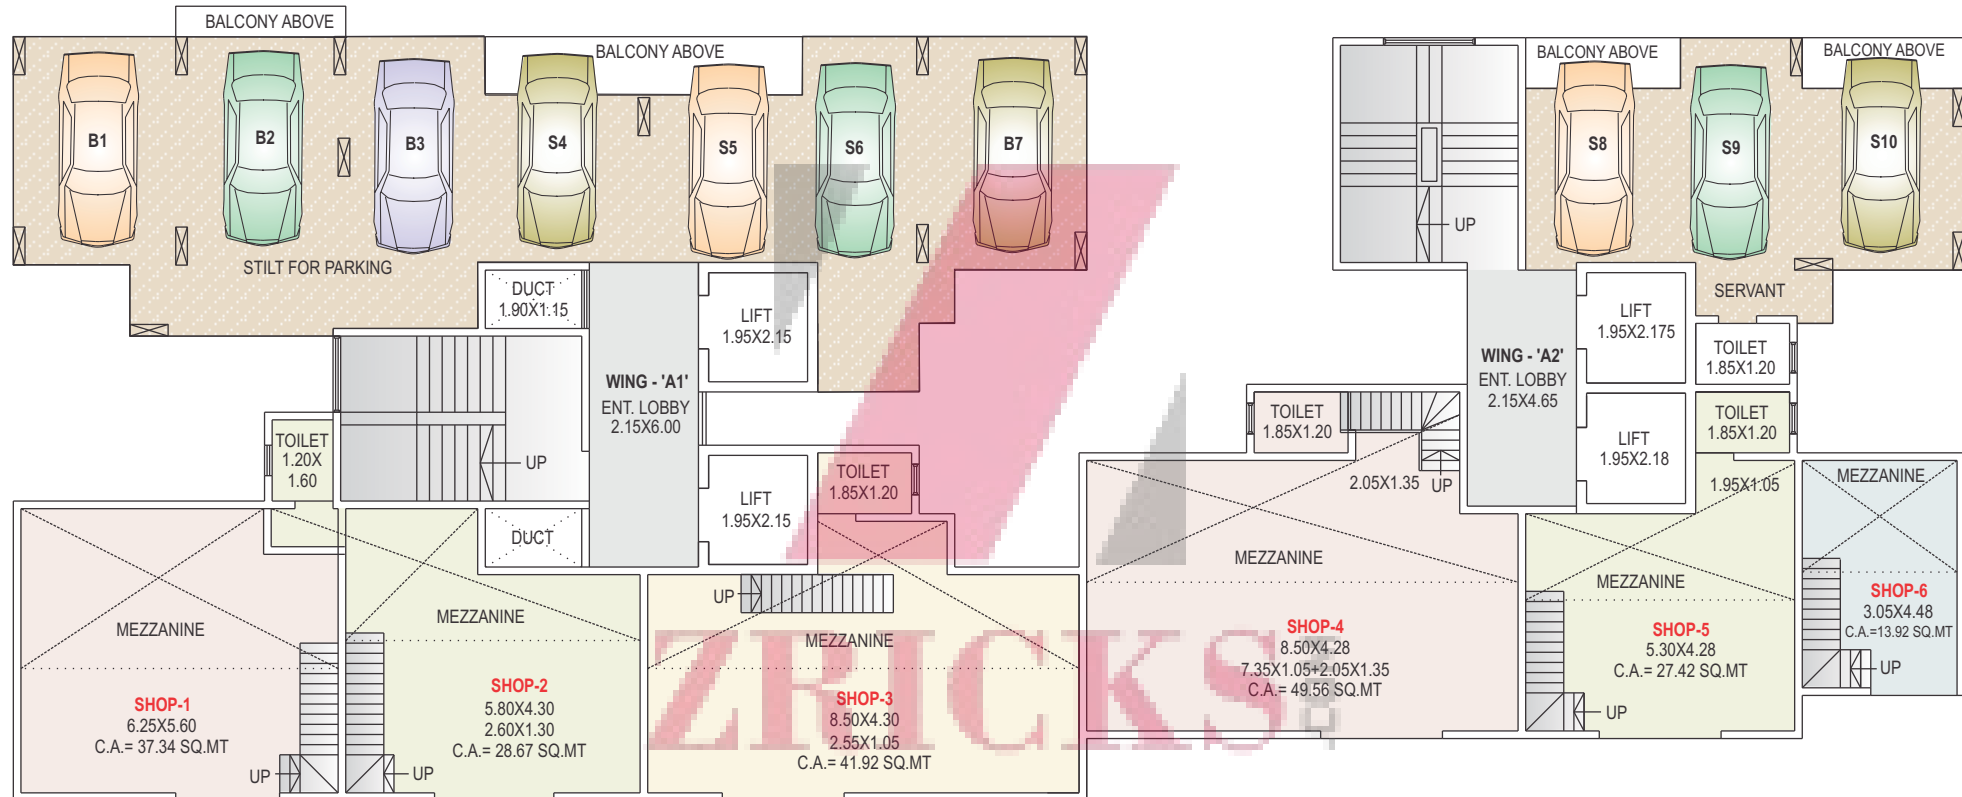 BALCONY ABOVE
BALCONY ABOVE
BALCONY ABOVE
BALCONY ABOVE
B1
B2
B3
S4
S5
S6
B7
S8
S9
S10
STILT FOR PARKING
UP
SERVANT
DUCT
1.90X1.15
LIFT
1.95X2.15
LIFT
1.95X2.175
TOILET
1.85X1.20
WING - 'A1'
ENT. LOBBY
2.15X6.00
WING - 'A2'
ENT. LOBBY
2.15X4.65
TOILET
1.20X
1.60
UP
TOILET
1.85X1.20
TOILET
1.85X1.20
TOILET
1.85X1.20
LIFT
1.95X2.15
LIFT
1.95X2.18
2.05X1.35
UP
1.95X1.05
DUCT
MEZZANINE
MEZZANINE
MEZZANINE
MEZZANINE
MEZZANINE
MEZZANINE
UP
SHOP-1
6.25X5.60
C.A.= 37.34 SQ.MT
UP
SHOP-2
5.80X4.30
2.60X1.30
C.A.= 28.67 SQ.MT
UP
SHOP-3
8.50X4.30
2.55X1.05
C.A.= 41.92 SQ.MT
SHOP-4
8.50X4.28
7.35X1.05+2.05X1.35
C.A.= 49.56 SQ.MT
SHOP-5
5.30X4.28
C.A.= 27.42 SQ.MT
UP
SHOP-6
3.05X4.48
C.A.=13.92 SQ.MT
UP
ZRICKS